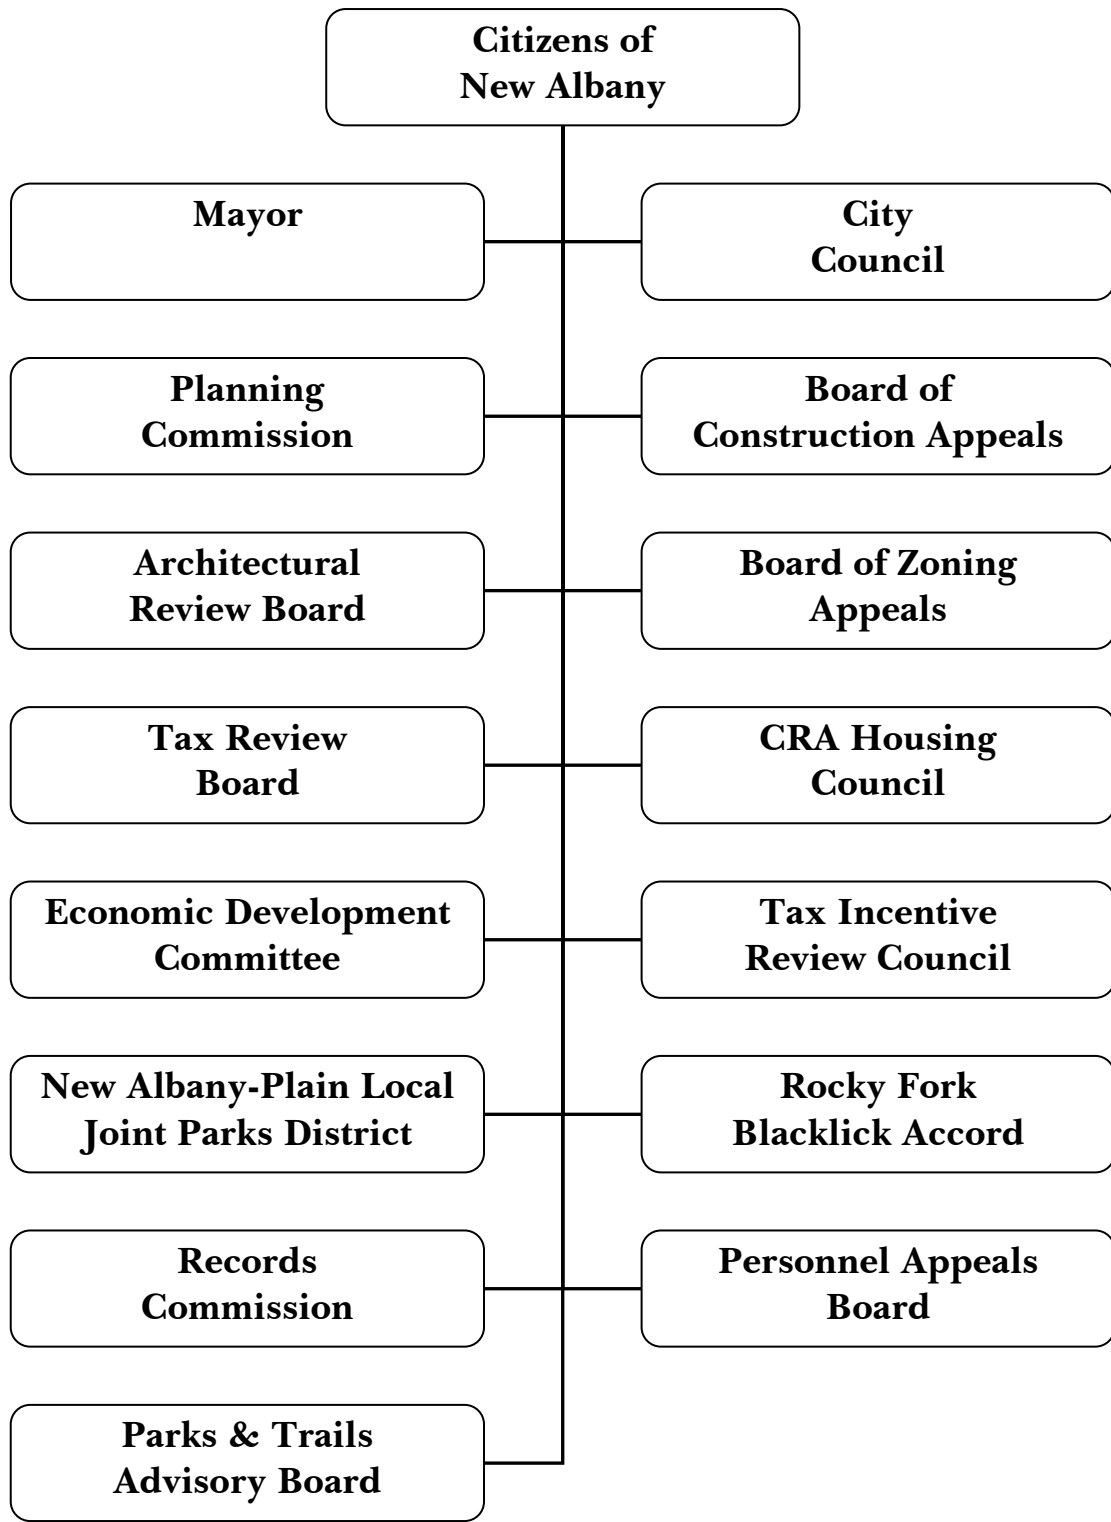 Citizens of
New Albany
Mayor
City
Council
Planning
Commission
Board of
Construction Appeals
Architectural
Review Board
Board of Zoning
Appeals
Tax Review
Board
CRA Housing
Council
Economic Development
Committee
Tax Incentive
Review Council
New Albany-Plain Local
Joint Parks District
Rocky Fork
Blacklick Accord
Records
Commission
Personnel Appeals
Board
Parks & Trails
Advisory Board